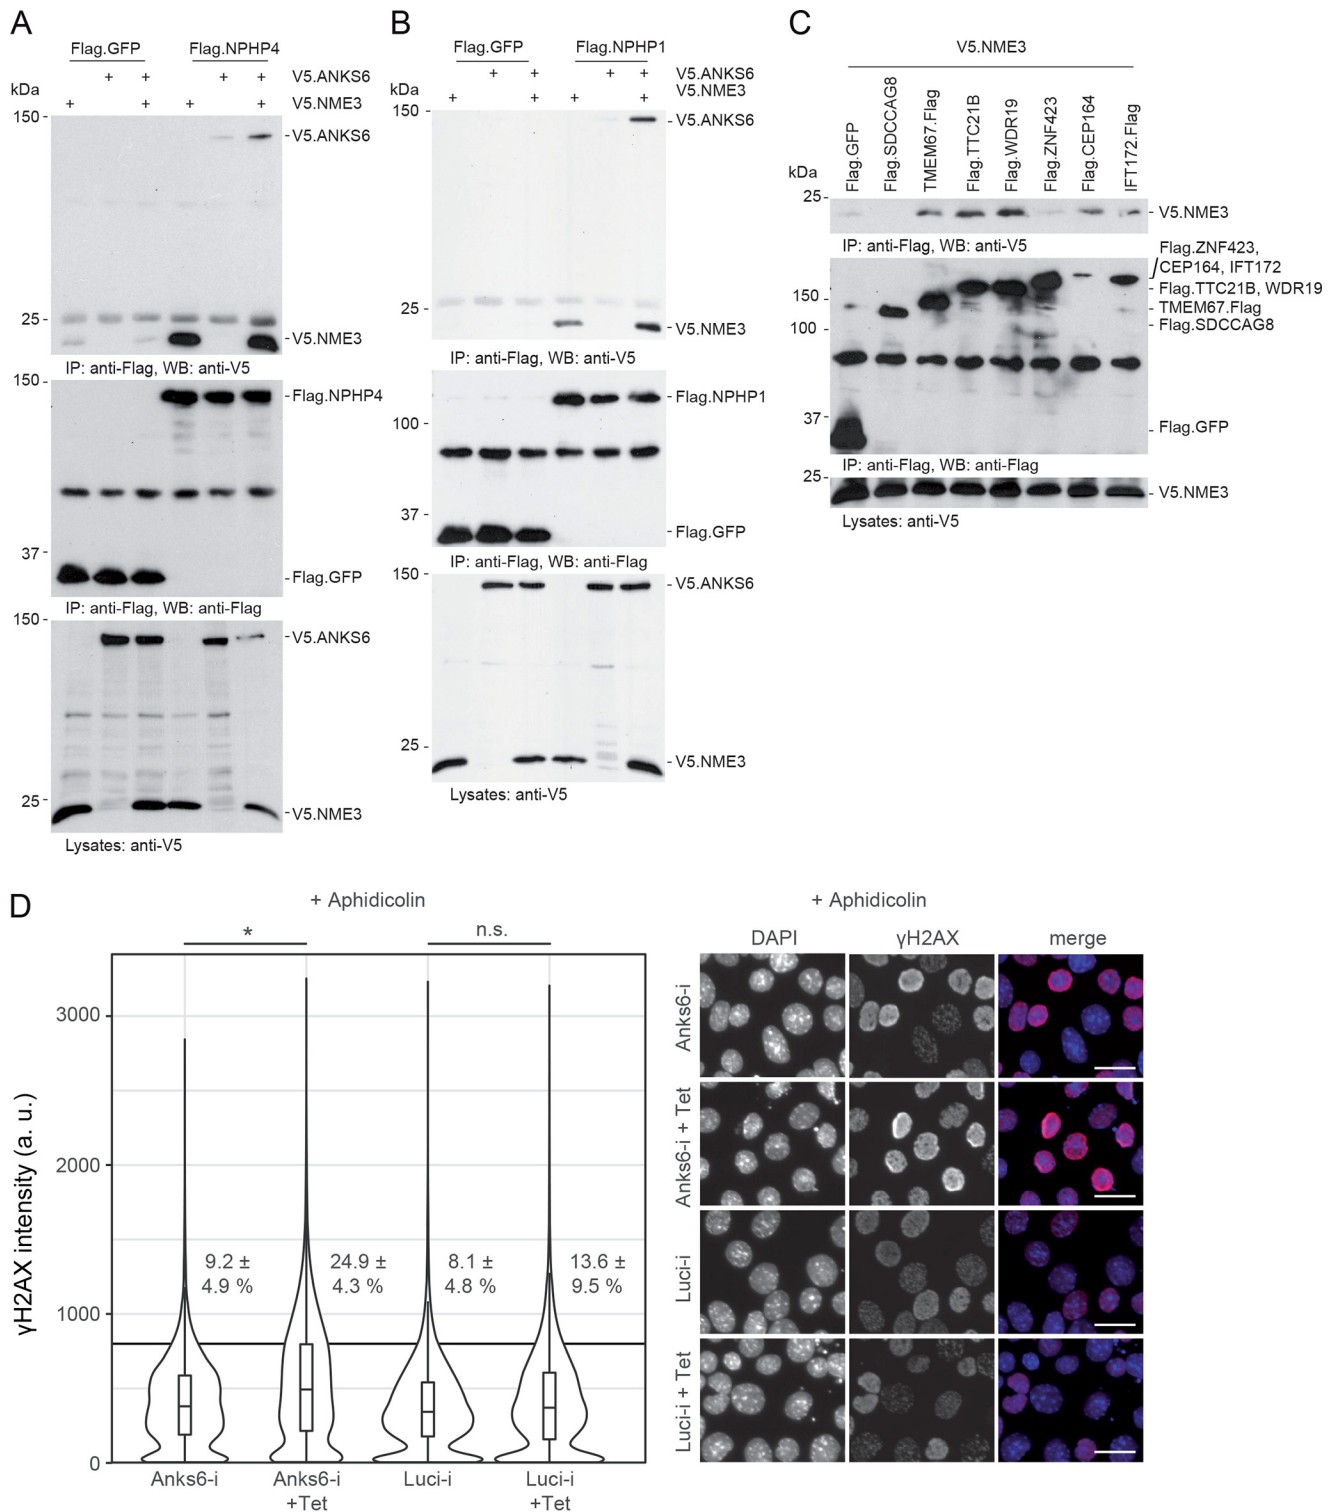 A
Flag.GFP
Flag.NPHP4
+ + + + V5.ANKS6
kDa
+ + + + V5.NME3
150
V5.ANKS6
25
V5.NME3
IP: anti-Flag, WB: anti-V5
150
Flag.NPHP4
37
Flag.GFP
IP: anti-Flag, WB: anti-Flag
150
V5.ANKS6
25
V5.NME3
Lysates: anti-V5
B
Flag.GFP
Flag.NPHP1
+ + + + V5.ANKS6
kDa
+ + + + V5.NME3
150
V5.ANKS6
25
V5.NME3
IP: anti-Flag, WB: anti-V5
Flag.NPHP1
100
37
Flag.GFP
IP: anti-Flag, WB: anti-Flag
150
V5.ANKS6
25
V5.NME3
Lysates: anti-V5
C
V5.NME3
Flag.GFP
Flag.SDCCAG8
TMEM67.Flag
Flag.TTC21B
Flag.WDR19
Flag.ZNF423
Flag.CEP164
IFT172.Flag
kDa
25
V5.NME3
IP: anti-Flag, WB: anti-V5
Flag.ZNF423,
CEP164, IFT172
Flag.TTC21B, WDR19
150
TMEM67.Flag
Flag.SDCCAG8
100
37
Flag.GFP
IP: anti-Flag, WB: anti-Flag
25
V5.NME3
Lysates: anti-V5
D
+ Aphidicolin
*
n.s.
γH2AX intensity (a. u.)
3000
2000
1000
0
9.2 ±
4.9 %
24.9 ±
4.3 %
8.1 ±
4.8 %
13.6 ±
9.5 %
Anks6-i
Anks6-i
+Tet
Luci-i
Luci-i
+Tet
+ Aphidicolin
DAPI
γH2AX
merge
Anks6-i
Anks6-i + Tet
Luci-i
Luci-i + Tet